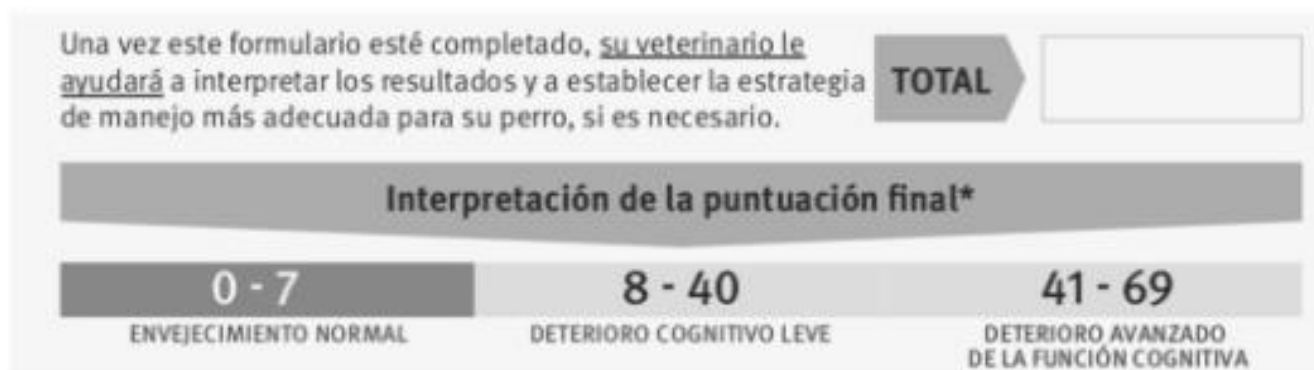 Una vez este formulario esté completado, su veterinario le
ayudará a interpretar los resultados y a establecer la estrategia
de manejo más adecuada para su perro, si es necesario.
TOTAL
Interpretación de la puntuación final*
0 - 7
8 - 40
41 - 69
ENVEJECIMIENTO NORMAL
DETERIORO COGNITIVO LEVE
DETERIORO AVANZADO
DE LA FUNCIÓN COGNITIVA